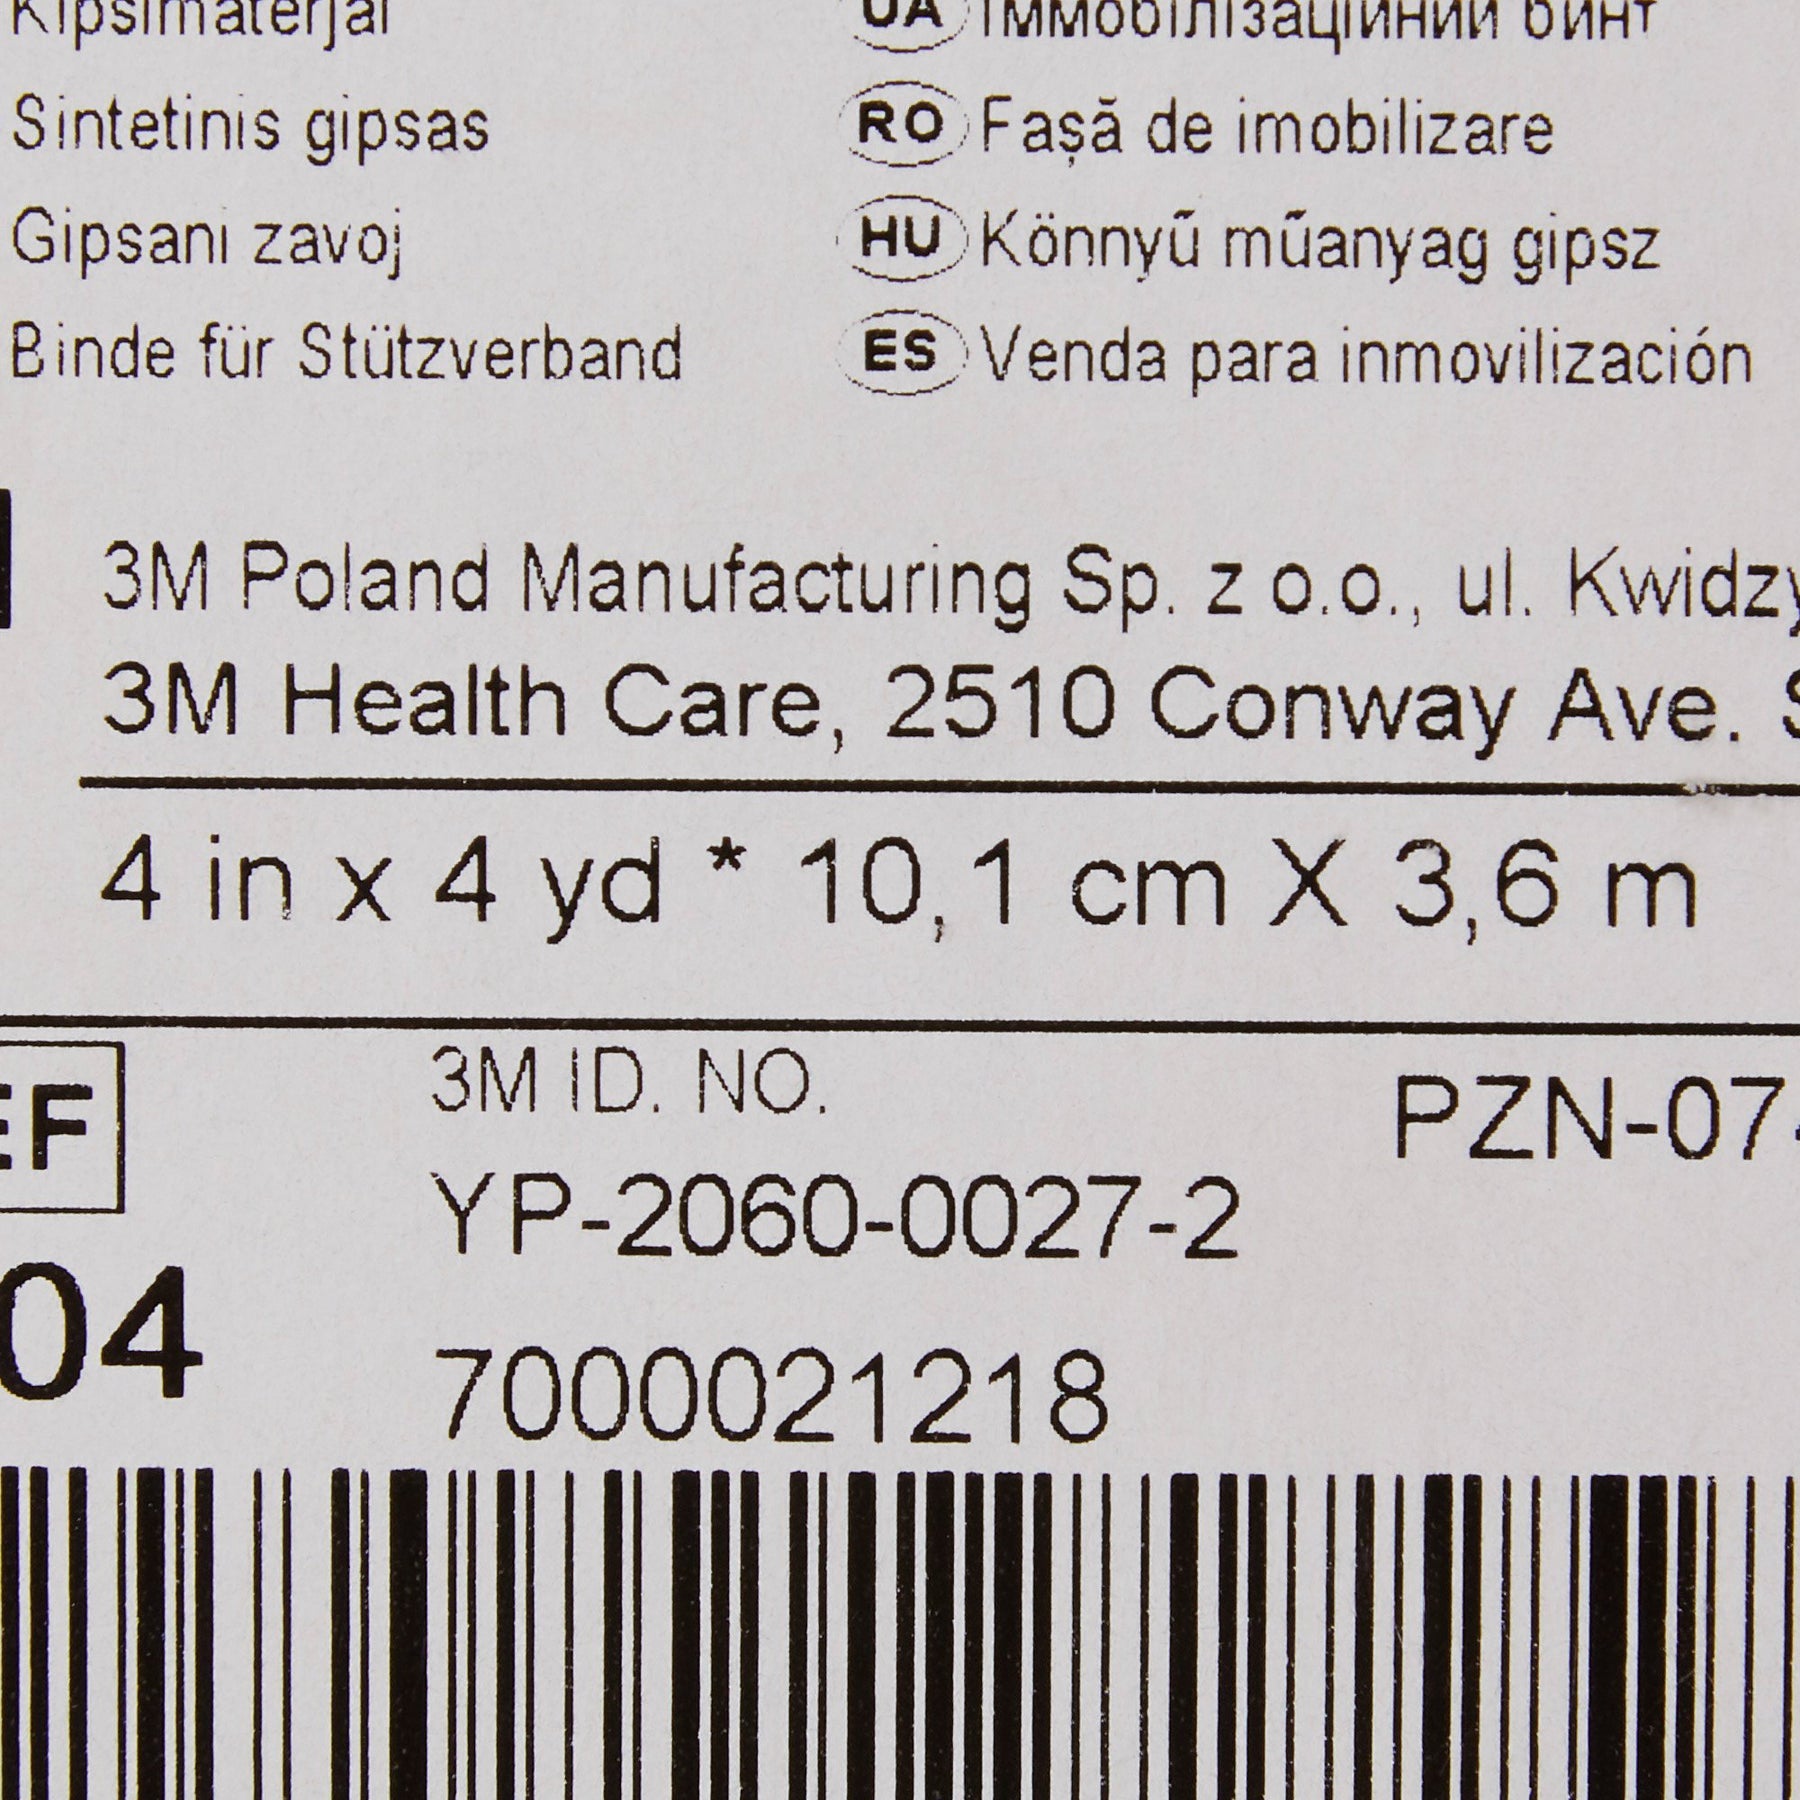 Kipsimaterjal
UA Іммобілізаційний бинт
Sintetinis gipsas
RO Fașă de imobilizare
Gipsani zavoj
HU Könnyű műanyag gipsz
Binde für Stützverband
ES Venda para inmovilización
3M Poland Manufacturing Sp. z o.o., ul. Kwidzy
3M Health Care, 2510 Conway Ave. S
4 in x 4 yd * 10,1 cm X 3,6 m
EF
3M ID. NO.
PZN-07
YP-2060-0027-2
04
7000021218